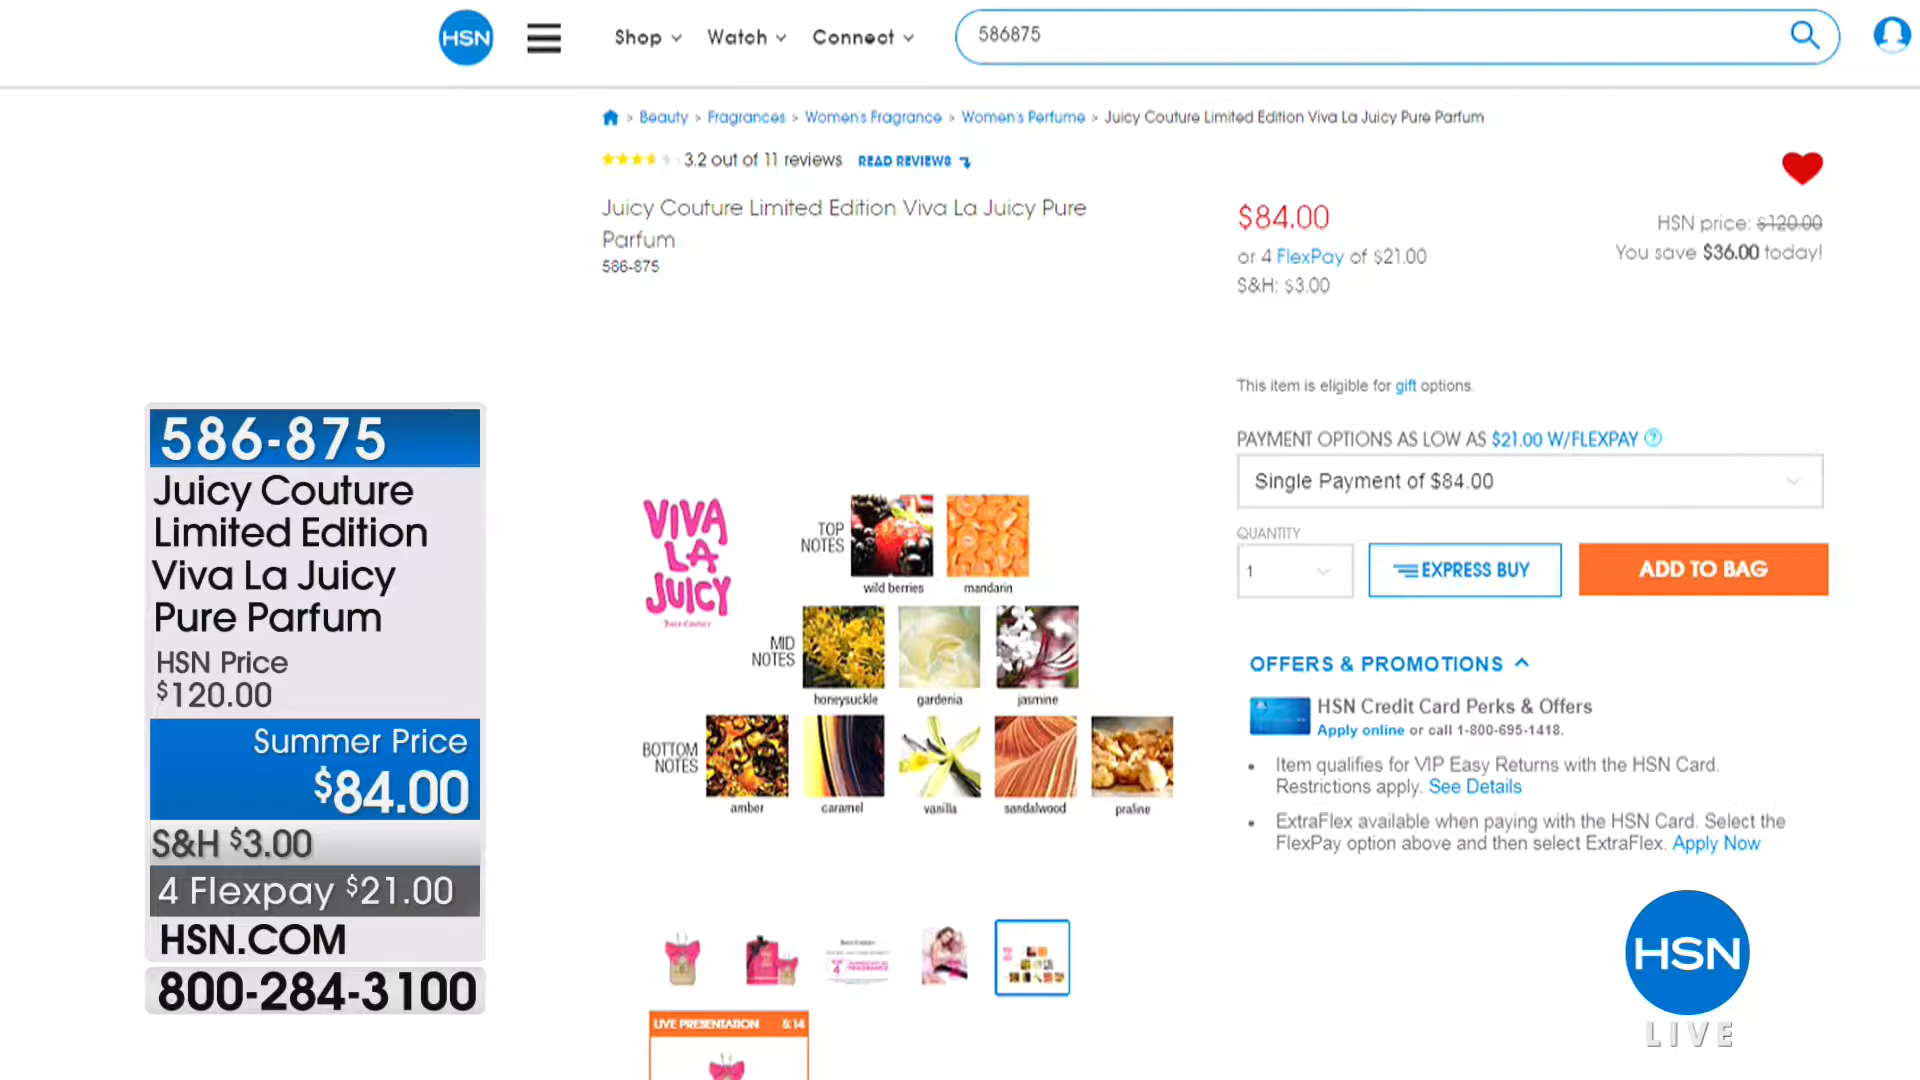 HSN
Shop
Watch
Connect
586875
> Beauty > Fragrances > Women's Fragrance > Women's Perfume > Juicy Couture Limited Edition Viva La Juicy Pure Parfum
3.2 out of 11 reviews READ REVIEWS
Juicy Couture Limited Edition Viva La Juicy Pure
Parfum
586-875
$84.00
or 4 FlexPay of $21.00
S&H: $3.00
HSN price: $120.00
You save $36.00 today!
This item is eligible for gift options.
PAYMENT OPTIONS AS LOW AS $21.00 W/FLEXPAY ?
Single Payment of $84.00
QUANTITY
1
EXPRESS BUY
ADD TO BAG
OFFERS & PROMOTIONS
HSN Credit Card Perks & Offers
Apply online or call 1-800-695-1418.
• Item qualifies for VIP Easy Returns with the HSN Card.
Restrictions apply. See Details
• ExtraFlex available when paying with the HSN Card. Select the
FlexPay option above and then select ExtraFlex. Apply Now
586-875
Juicy Couture
Limited Edition
Viva La Juicy
Pure Parfum
HSN Price
$120.00
Summer Price
$84.00
S&H $3.00
4 Flexpay $21.00
HSN.COM
800-284-3100
VIVA
LA
JUICY
Juicy Couture
TOP
NOTES
wild berries
mandarin
MID
NOTES
honeysuckle
gardenia
jasmine
BOTTOM
NOTES
amber
caramel
vanilla
sandalwood
praline
LIVE PRESENTATION 5:14
HSN
LIVE